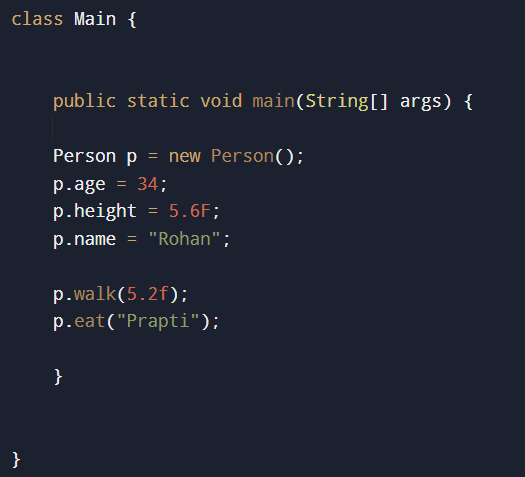 class Main {
public static void main(String[] args) {
Person p = new Person();
p.age = 34;
p.height = 5.6F;
p.name = "Rohan";
p.walk(5.2f);
p.eat("Prapti");
}
}